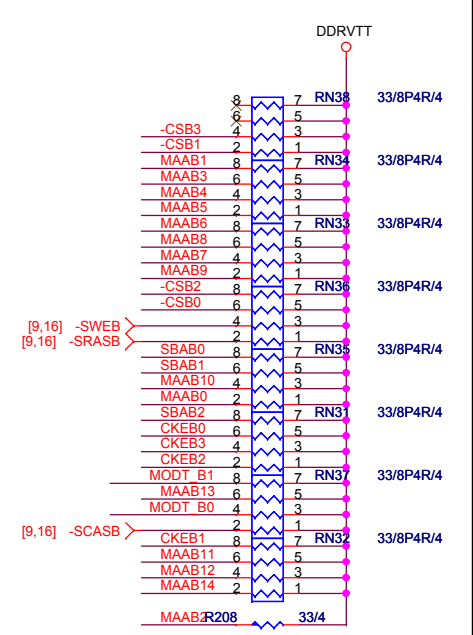 DDRVTT
8 7 RN38 33/8P4R/4
6 5
-CSB3 4 3
-CSB1 2 1
MAAB1 8 7 RN34 33/8P4R/4
MAAB3 6 5
MAAB4 4 3
MAAB5 2 1
MAAB6 8 7 RN33 33/8P4R/4
MAAB8 6 5
MAAB7 4 3
MAAB9 2 1
-CSB2 8 7 RN36 33/8P4R/4
-CSB0 6 5
[9,16] -SWEB 4 3
[9,16] -SRASB 2 1
SBAB0 8 7 RN35 33/8P4R/4
SBAB1 6 5
MAAB10 4 3
MAAB0 2 1
SBAB2 8 7 RN31 33/8P4R/4
CKEB0 6 5
CKEB3 4 3
CKEB2 2 1
MODT_B1 8 7 RN37 33/8P4R/4
MAAB13 6 5
MODT_B0 4 3
[9,16] -SCASB 2 1
CKEB1 8 7 RN32 33/8P4R/4
MAAB11 6 5
MAAB12 4 3
MAAB14 2 1
MAAB2 R208 33/4